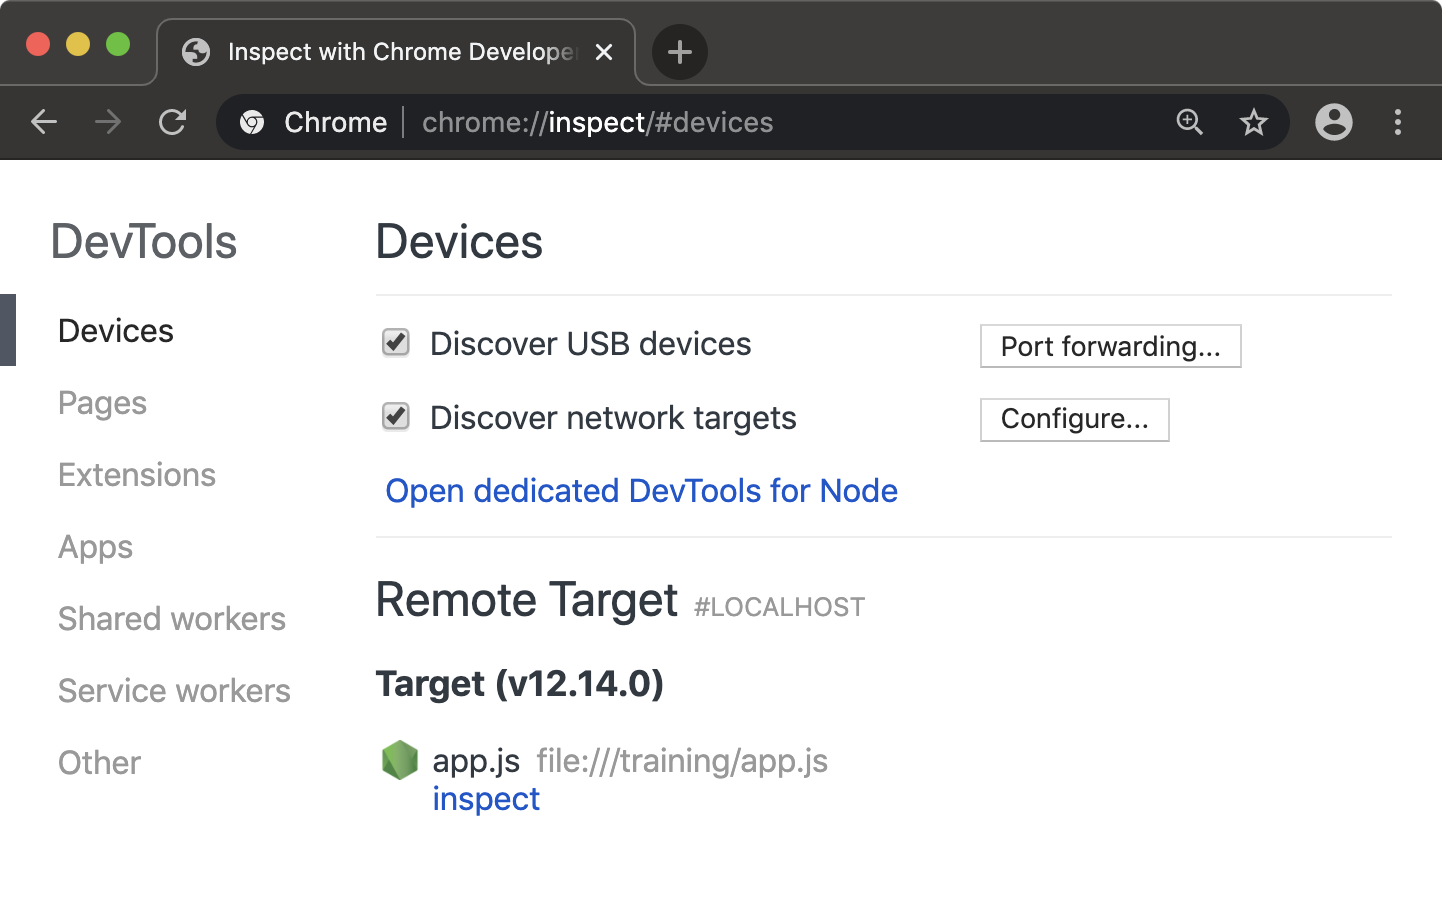 Inspect with Chrome Develope
Chrome chrome://inspect/#devices
DevTools
Devices
Pages
Extensions
Apps
Shared workers
Service workers
Other
Devices
Discover USB devices
Port forwarding...
Discover network targets
Configure...
Open dedicated DevTools for Node
Remote Target #LOCALHOST
Target (v12.14.0)
app.js file:///training/app.js
inspect